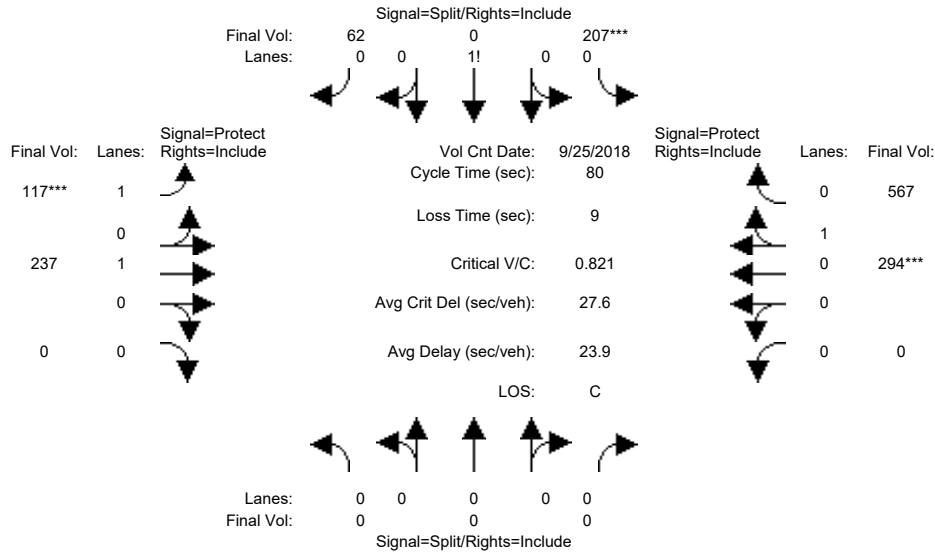 Signal=Split/Rights=Include
Final Vol: 62 0 207***
Lanes: 0 0 1! 0 0
Signal=Protect Signal=Protect
Final Vol: Lanes: Rights=Include Vol Cnt Date: 9/25/2018 Rights=Include Lanes: Final Vol:
Cycle Time (sec): 80
117*** 1 0 567
Loss Time (sec): 9
0 1
237 1 Critical V/C: 0.821 0 294***
0 Avg Crit Del (sec/veh): 27.6 0
0 0 Avg Delay (sec/veh): 23.9 0 0
LOS: C
Lanes: 0 0 0 0 0
Final Vol: 0 0 0
Signal=Split/Rights=Include